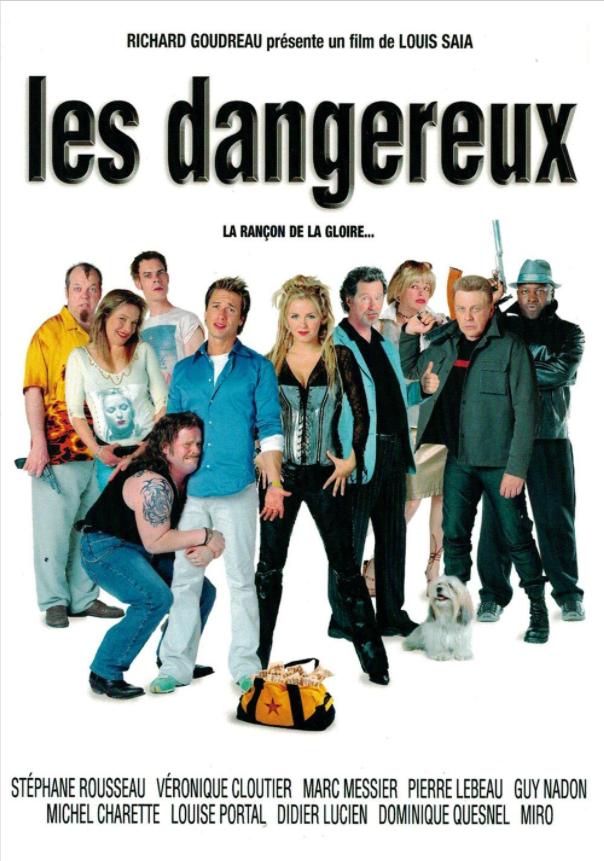 RICHARD GOUDREAU présente un film de LOUIS SAIA
les dangereux
LA RANÇON DE LA GLOIRE...
STÉPHANE ROUSSEAU VÉRONIQUE CLOUTIER MARC MESSIER PIERRE LEBEAU GUY NADON
MICHEL CHARETTE LOUISE PORTAL DIDIER LUCIEN DOMINIQUE QUESNEL MIRO